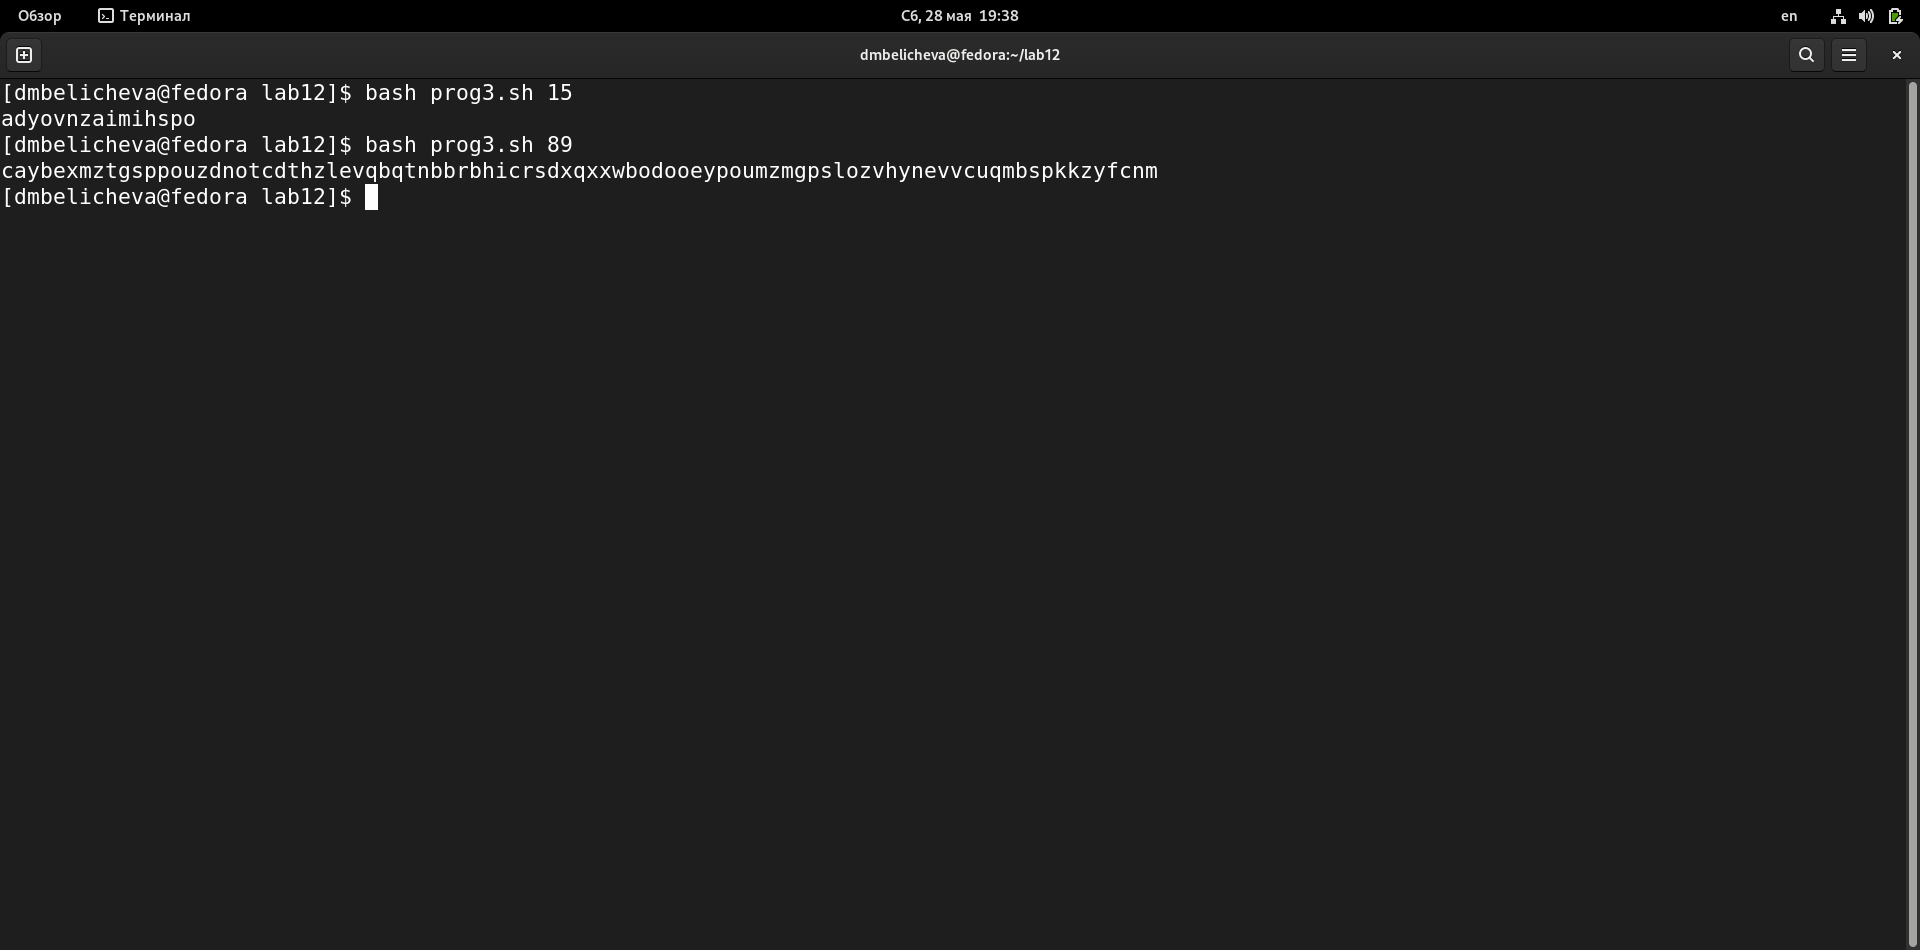 Обзор Терминал Сб, 28 мая 19:38 en
dmbelicheva@fedora:~/lab12
[dmbelicheva@fedora lab12]$ bash prog3.sh 15
adyovnzaimihspo
[dmbelicheva@fedora lab12]$ bash prog3.sh 89
caybexmztgsppouzdnotcdthzlevqbqtnbbrbhicrsdxqxxwbodooeypoumzmgpslozvhynevvcuqmbspkkzyfcnm
[dmbelicheva@fedora lab12]$